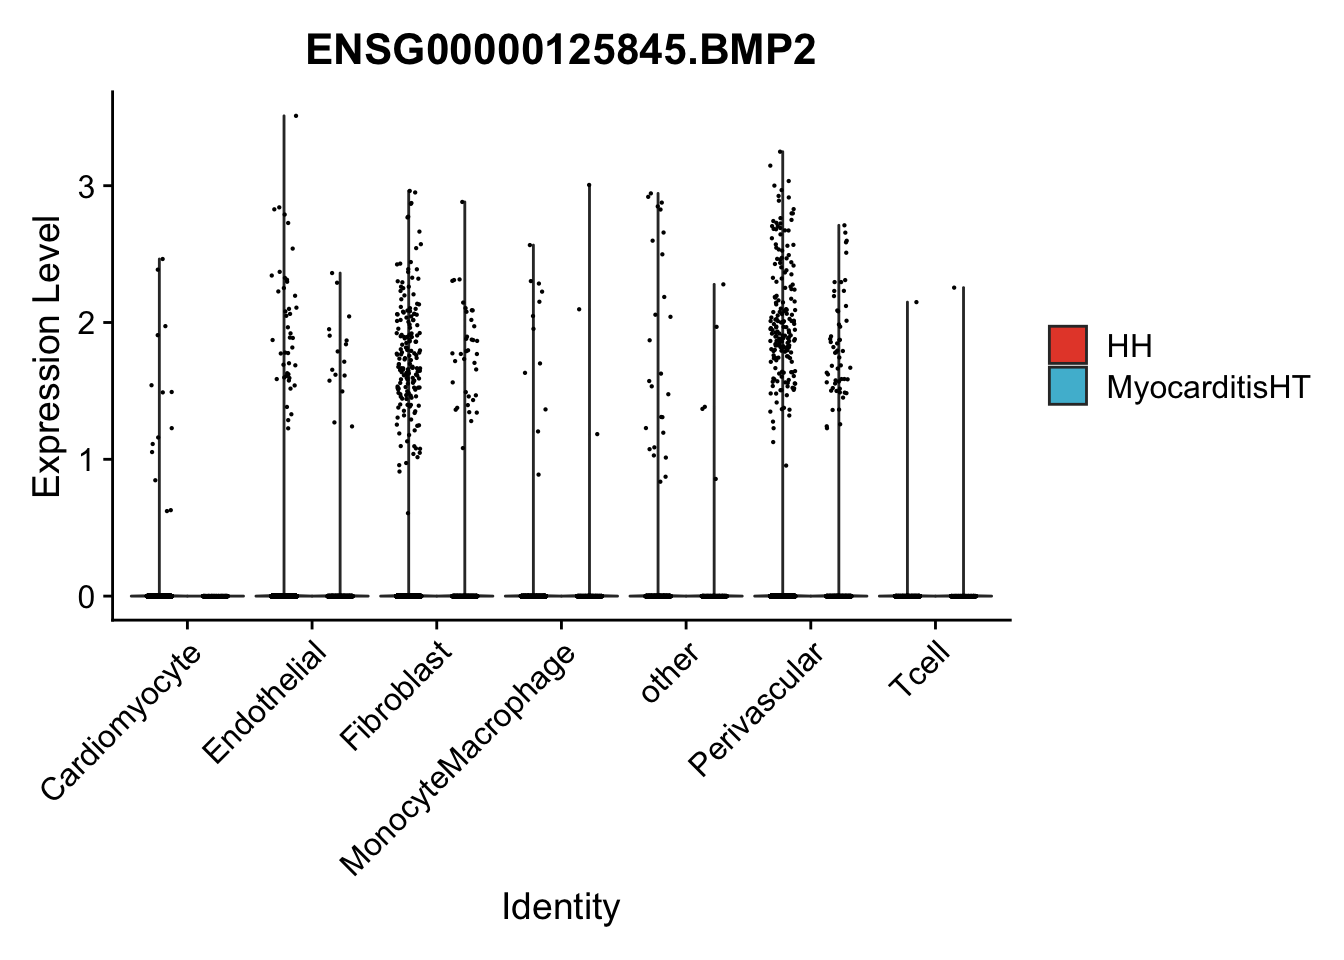 ENSG00000125845.BMP2
Expression Level
3
2
1
0
Cardiomyocyte
Endothelial
Fibroblast
MonocyteMacrophage
other
Perivascular
Tcell
Identity
HH
MyocarditisHT